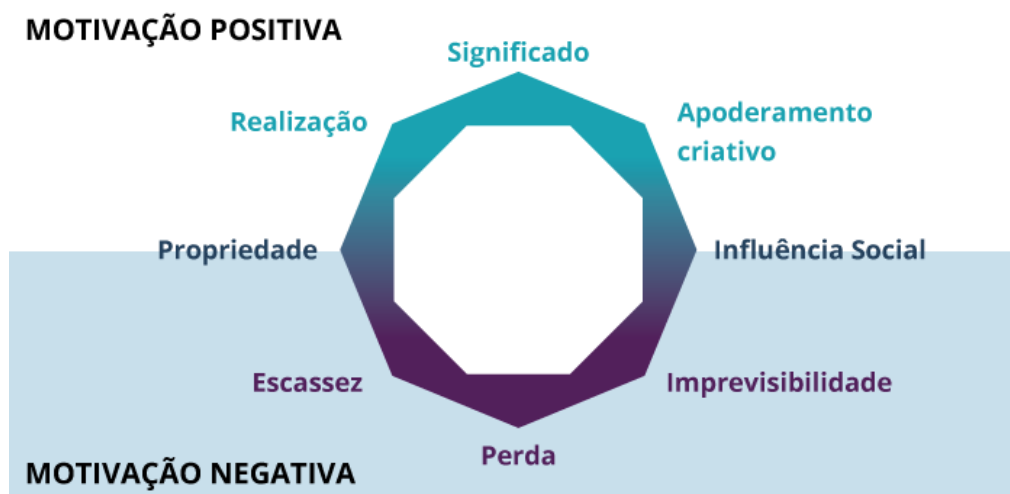 MOTIVAÇÃO POSITIVA
Significado
Realização
Apoderamento
criativo
Propriedade
Influência Social
Escassez
Imprevisibilidade
Perda
MOTIVAÇÃO NEGATIVA